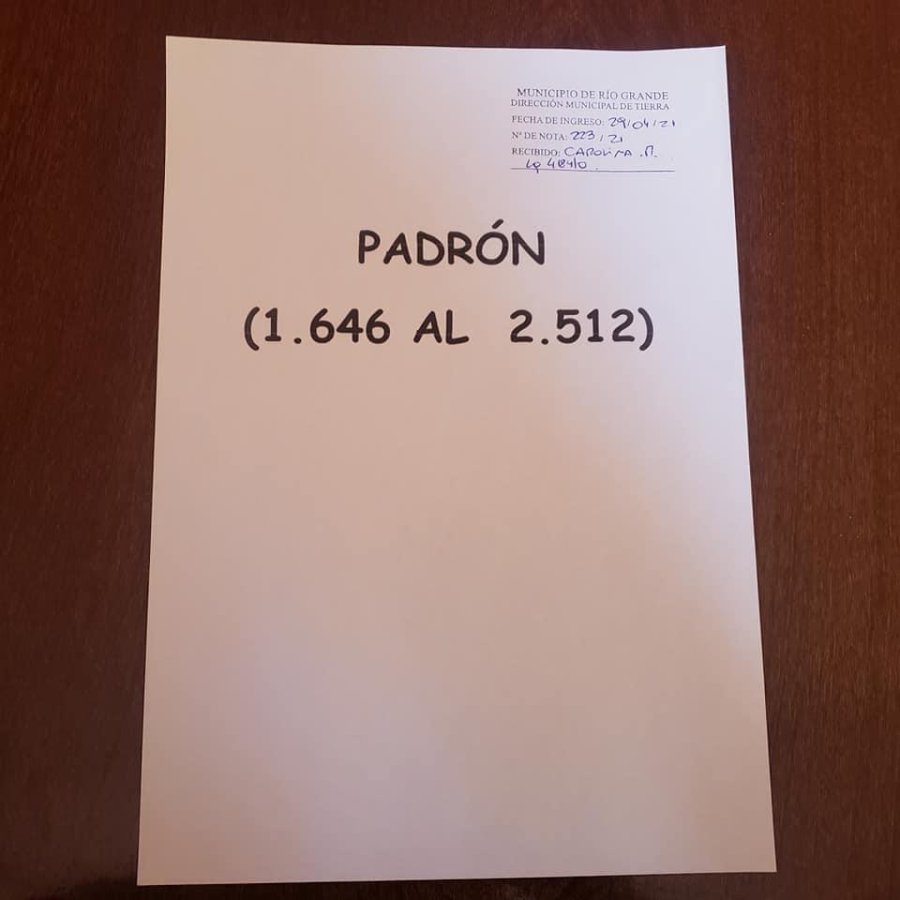 MUNICIPIO DE RÍO GRANDE
DIRECCIÓN MUNICIPAL DE TIERRA
FECHA DE INGRESO: 29/04/21
N° DE NOTA: 223/21
RECIBIDO: CAROLINA .M.
PADRÓN
(1.646 AL 2.512)